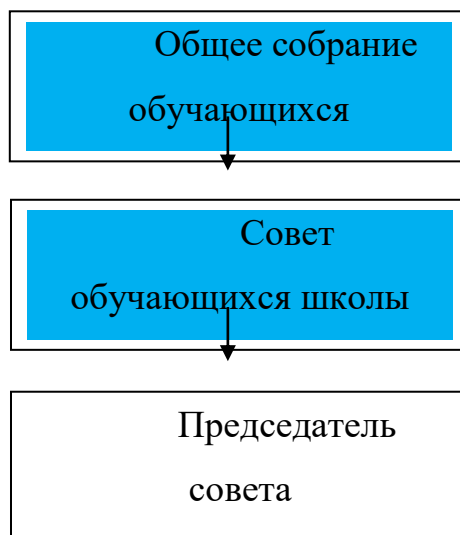 Общее собрание
обучающихся
Совет
обучающихся школы
Председатель
совета